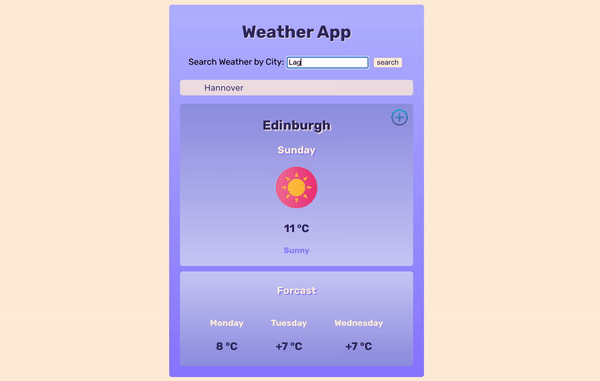 Weather App
Search Weather by City: Lag search
Hannover
Edinburgh
Sunday
11 °C
Sunny
Forcast
Monday Tuesday Wednesday
8 °C +7 °C +7 °C